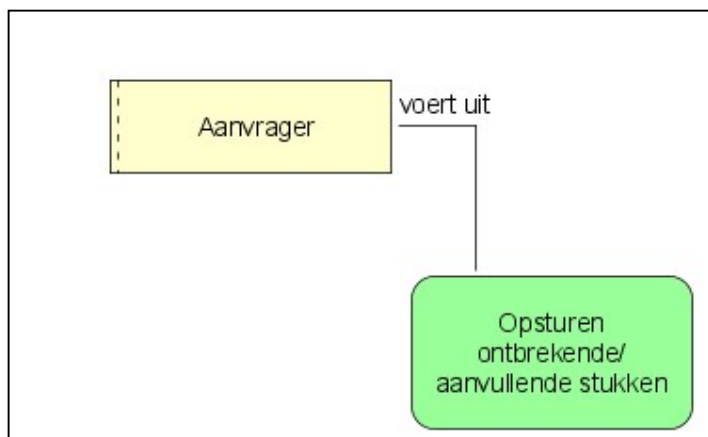 Aanvrager
voert uit
Opsturen
ontbrekende/
aanvullende stukken